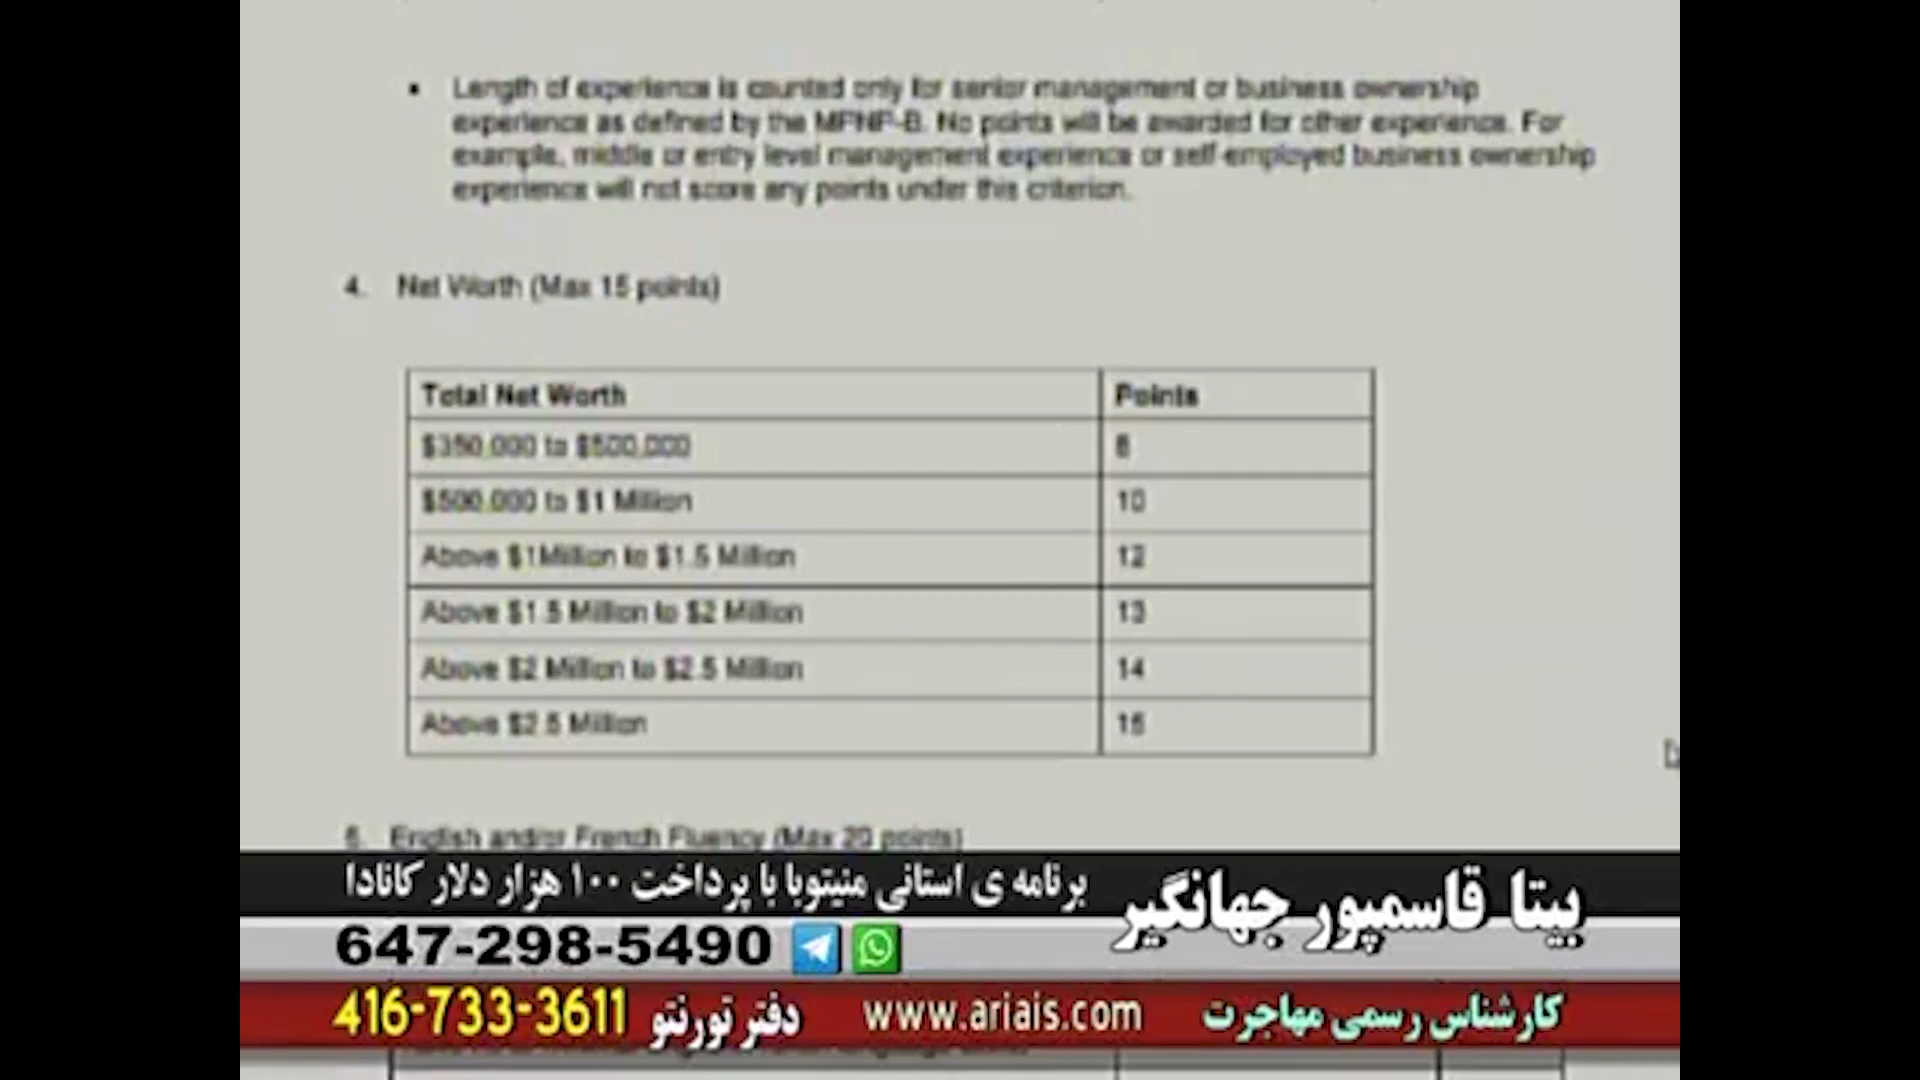 • Length of experience is counted only for senior management or business ownership
experience as defined by the MPNP-B. No points will be awarded for other experience. For
example, middle or entry level management experience or self-employed business ownership
experience will not score any points under this criterion.
4. Net Worth (Max 15 points)
Total Net Worth Points
$350,000 to $500,000
$500,000 to $1 Million 10
Above $1Million to $1.5 Million 12
Above $1.5 Million to $2 Million 13
Above $2 Million to $2.5 Million 14
Above $2.5 Million 15
5. English and/or French Fluency (Max 20 points)
بیتا قاسمپور جهانگیر
برنامه ی استانی منیتوبا با پرداخت ۱۰۰ هزار دلار کانادا
647-298-5490
کارشناس رسمی مهاجرت www.ariais.com دفتر تورنتو 416-733-3611